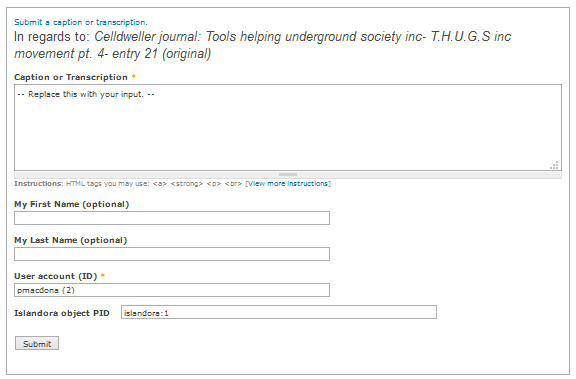 Submit a caption or transcription.
In regards to: Celldweller journal: Tools helping underground society inc- T.H.U.G.S inc
movement pt. 4- entry 21 (original)
Caption or Transcription *
-- Replace this with your input. --
Instructions: HTML tags you may use: <a> <strong> <p> <br> [View more instructions]
My First Name (optional)
My Last Name (optional)
User account (ID) *
pmacdona (2)
Islandora object PID islandora:1
Submit